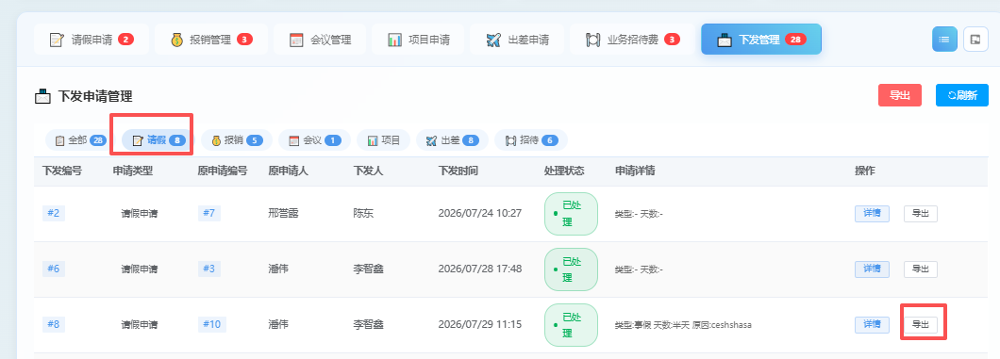 请假申请 2 报销管理 3 会议管理 项目申请 出差申请 业务招待费 3 下发管理 28
下发申请管理 导出 刷新
全部 28 请假 8 报销 5 会议 1 项目 出差 8 招待 6
下发编号 申请类型 原申请编号 原申请人 下发人 下发时间 处理状态 申请详情 操作
#2 请假申请 #7 邢誉露 陈东 2026/07/24 10:27 已处理 类型:- 天数:- 详情 导出
#6 请假申请 #3 潘伟 李智鑫 2026/07/28 17:48 已处理 类型:- 天数:- 详情 导出
#8 请假申请 #10 潘伟 李智鑫 2026/07/29 11:15 已处理 类型:事假 天数:半天 原因:ceshshasa 详情 导出